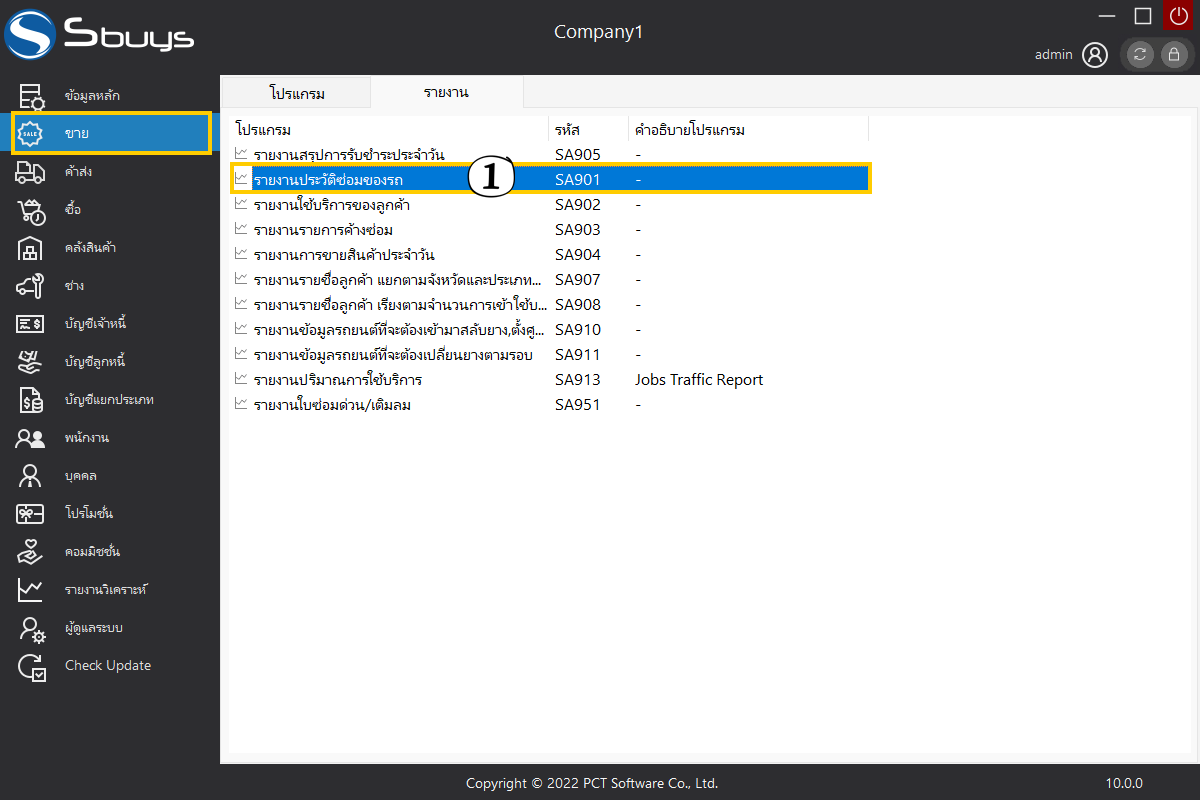 Sbuys
Company1
admin
ข้อมูลหลัก
ขาย
SALE
ค้าส่ง
ซื้อ
คลังสินค้า
ช่าง
บัญชีเจ้าหนี้
บัญชีลูกหนี้
บัญชีแยกประเภท
พนักงาน
บุคคล
โปรโมชั่น
คอมมิชชั่น
รายงานวิเคราะห์
ผู้ดูแลระบบ
Check Update
โปรแกรม รายงาน
โปรแกรม รหัส คำอธิบายโปรแกรม
รายงานสรุปการรับชำระประจำวัน SA905 -
รายงานประวัติซ่อมของรถ 1 SA901 -
รายงานใช้บริการของลูกค้า SA902 -
รายงานรายการค้างซ่อม SA903 -
รายงานการขายสินค้าประจำวัน SA904 -
รายงานรายชื่อลูกค้า แยกตามจังหวัดและประเภท... SA907 -
รายงานรายชื่อลูกค้า เรียงตามจำนวนการเข้าใช้บ... SA908 -
รายงานข้อมูลรถยนต์ที่จะต้องเข้ามาสลับยาง,ตั้งศู... SA910 -
รายงานข้อมูลรถยนต์ที่จะต้องเปลี่ยนยางตามรอบ SA911 -
รายงานปริมาณการใช้บริการ SA913 Jobs Traffic Report
รายงานใบซ่อมด่วน/เติมลม SA951 -
Copyright © 2022 PCT Software Co., Ltd.
10.0.0